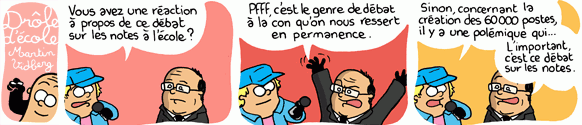 Drôle
d'école
Martin
Vidberg
Vous avez une réaction
à propos de ce débat
sur les notes à l'école?
PFFF, c'est le genre de débat
à la con qu'on nous ressert
en permanence.
Sinon, concernant la
création des 60 000 postes,
il y a une polémique qui...
L'important,
c'est ce débat
sur les notes.